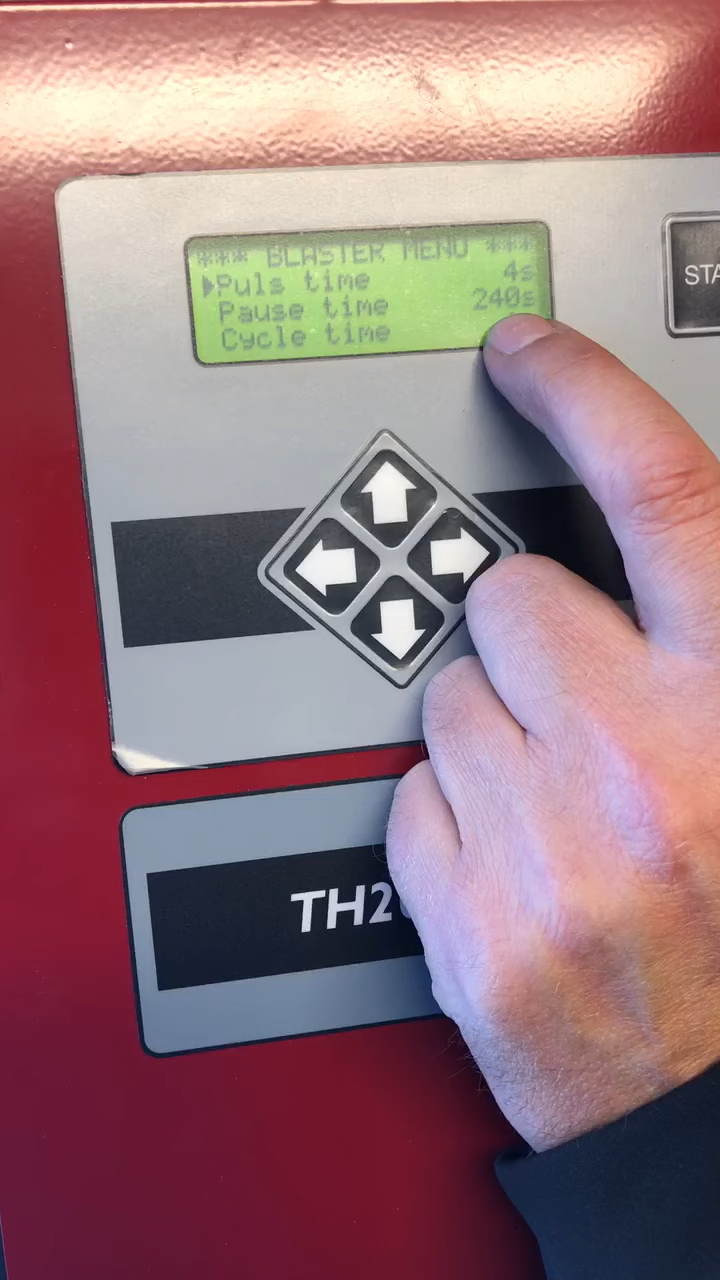 *** BLASTER MENU ***
▶Puls time 4s
Pause time 240s
Cycle time
STA
TH2